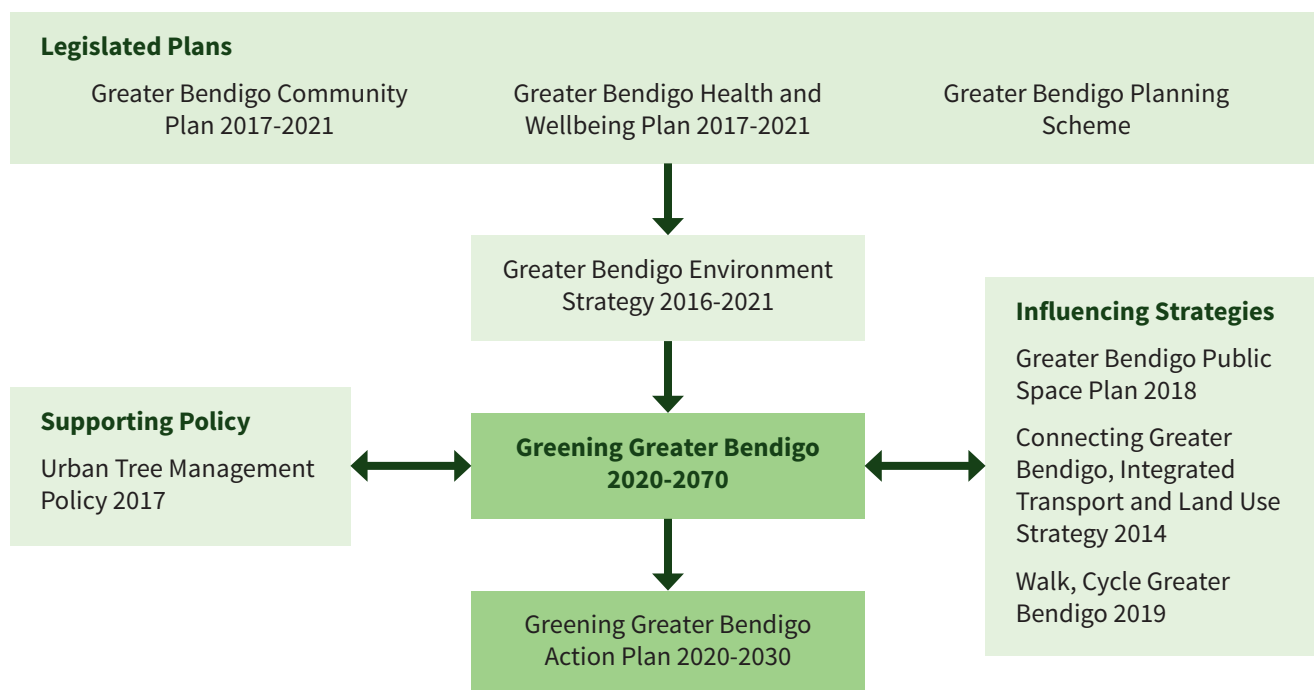 Legislated Plans
Greater Bendigo Community
Plan 2017-2021
Greater Bendigo Health and
Wellbeing Plan 2017-2021
Greater Bendigo Planning
Scheme
Greater Bendigo Environment
Strategy 2016-2021
Supporting Policy
Urban Tree Management
Policy 2017
Greening Greater Bendigo
2020-2070
Influencing Strategies
Greater Bendigo Public
Space Plan 2018
Connecting Greater
Bendigo, Integrated
Transport and Land Use
Strategy 2014
Walk, Cycle Greater
Bendigo 2019
Greening Greater Bendigo
Action Plan 2020-2030